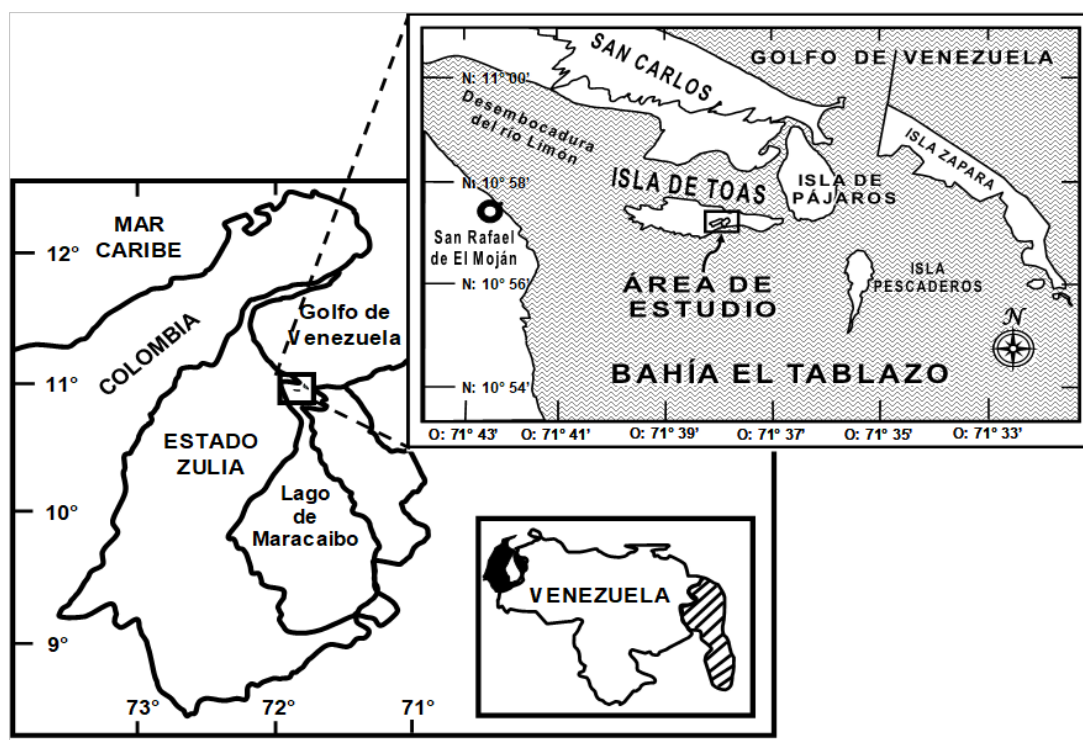 SAN CARLOS
GOLFO DE VENEZUELA
N: 11° 00'
Desembocadura
del río Limón
ISLA ZAPARA
N: 10° 58'
ISLA DE TOAS
ISLA DE
PÁJAROS
San Rafael
de El Moján
ÁREA DE
ESTUDIO
ISLA
PESCADEROS
N: 10° 56'
N
BAHÍA EL TABLAZO
N: 10° 54'
O: 71° 43'
O: 71° 41'
O: 71° 39'
O: 71° 37'
O: 71° 35'
O: 71° 33'
MAR
CARIBE
12°
COLOMBIA
Golfo de
Venezuela
11°
ESTADO
ZULIA
Lago
de
Maracaibo
10°
9°
73°
72°
71°
VENEZUELA